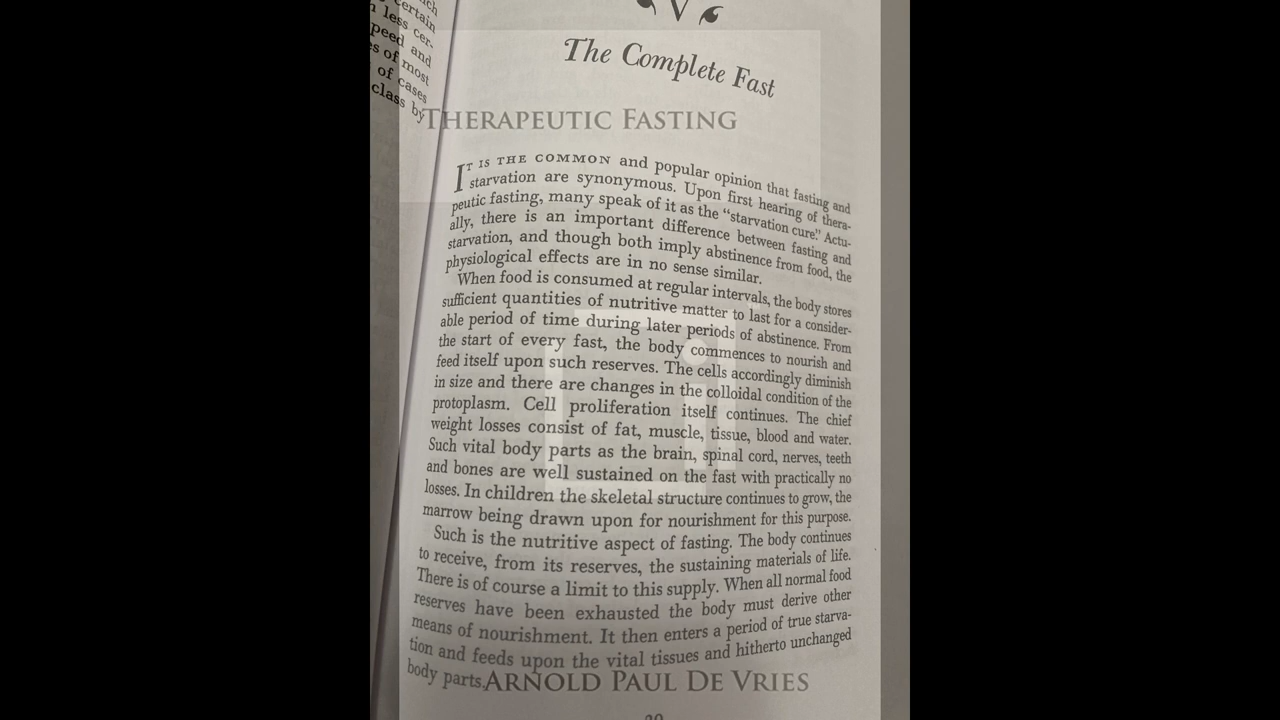 ch
certain
less cer-
peed and
s of most
of cases
class by
V
The Complete Fast
THERAPEUTIC FASTING
IT IS THE COMMON and popular opinion that fasting and
starvation are synonymous. Upon first hearing of thera-
peutic fasting, many speak of it as the “starvation cure.” Actu-
ally, there is an important difference between fasting and
starvation, and though both imply abstinence from food, the
physiological effects are in no sense similar.
When food is consumed at regular intervals, the body stores
sufficient quantities of nutritive matter to last for a consider-
able period of time during later periods of abstinence. From
the start of every fast, the body commences to nourish and
feed itself upon such reserves. The cells accordingly diminish
in size and there are changes in the colloidal condition of the
protoplasm. Cell proliferation itself continues. The chief
weight losses consist of fat, muscle, tissue, blood and water.
Such vital body parts as the brain, spinal cord, nerves, teeth
and bones are well sustained on the fast with practically no
losses. In children the skeletal structure continues to grow, the
marrow being drawn upon for nourishment for this purpose.
Such is the nutritive aspect of fasting. The body continues
to receive, from its reserves, the sustaining materials of life.
There is of course a limit to this supply. When all normal food
reserves have been exhausted the body must derive other
means of nourishment. It then enters a period of true starva-
tion and feeds upon the vital tissues and hitherto unchanged
body parts.
ARNOLD PAUL DE VRIES